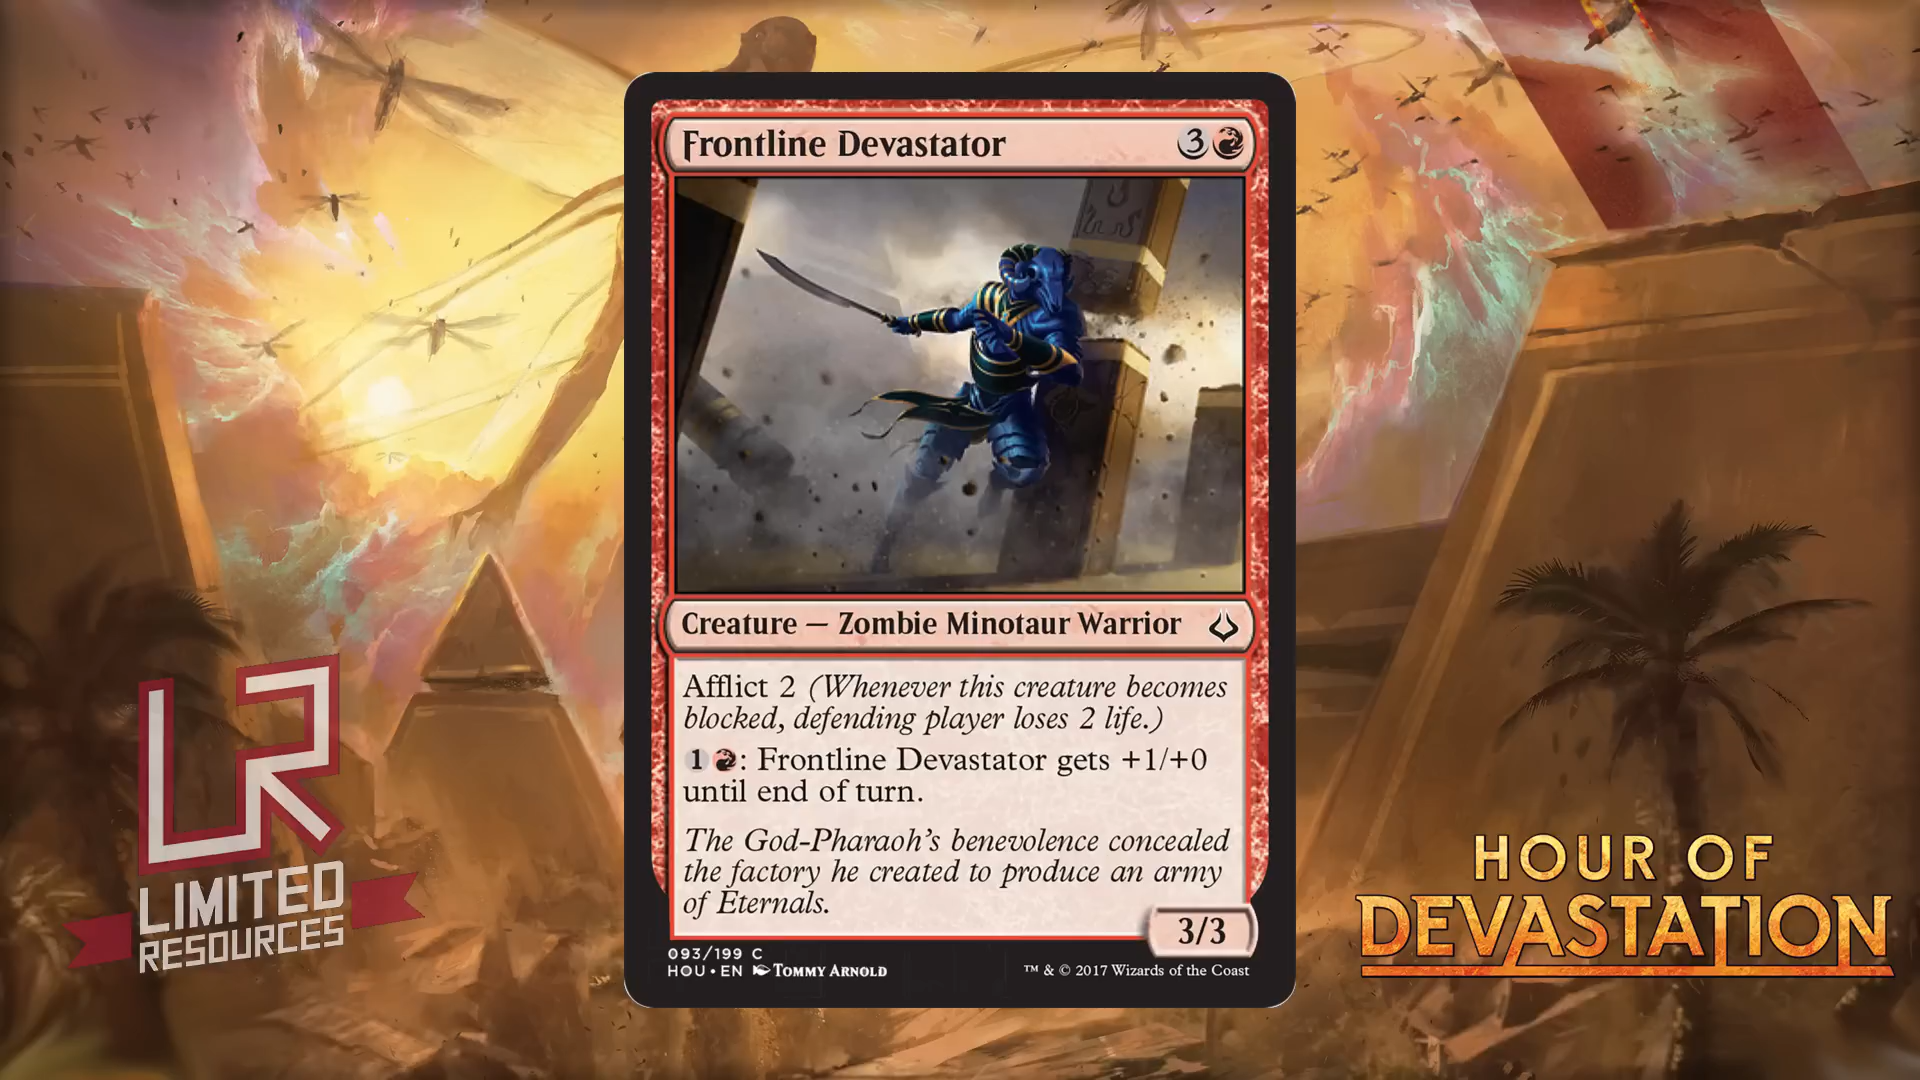 Frontline Devastator 3
Creature — Zombie Minotaur Warrior
Afflict 2 (Whenever this creature becomes
blocked, defending player loses 2 life.)
1 : Frontline Devastator gets +1/+0
until end of turn.
The God-Pharaoh's benevolence concealed
the factory he created to produce an army
of Eternals.
3/3
093/199 C
HOU • EN Tommy Arnold
™ & © 2017 Wizards of the Coast
LR
LIMITED
RESOURCES
HOUR OF
DEVASTATION